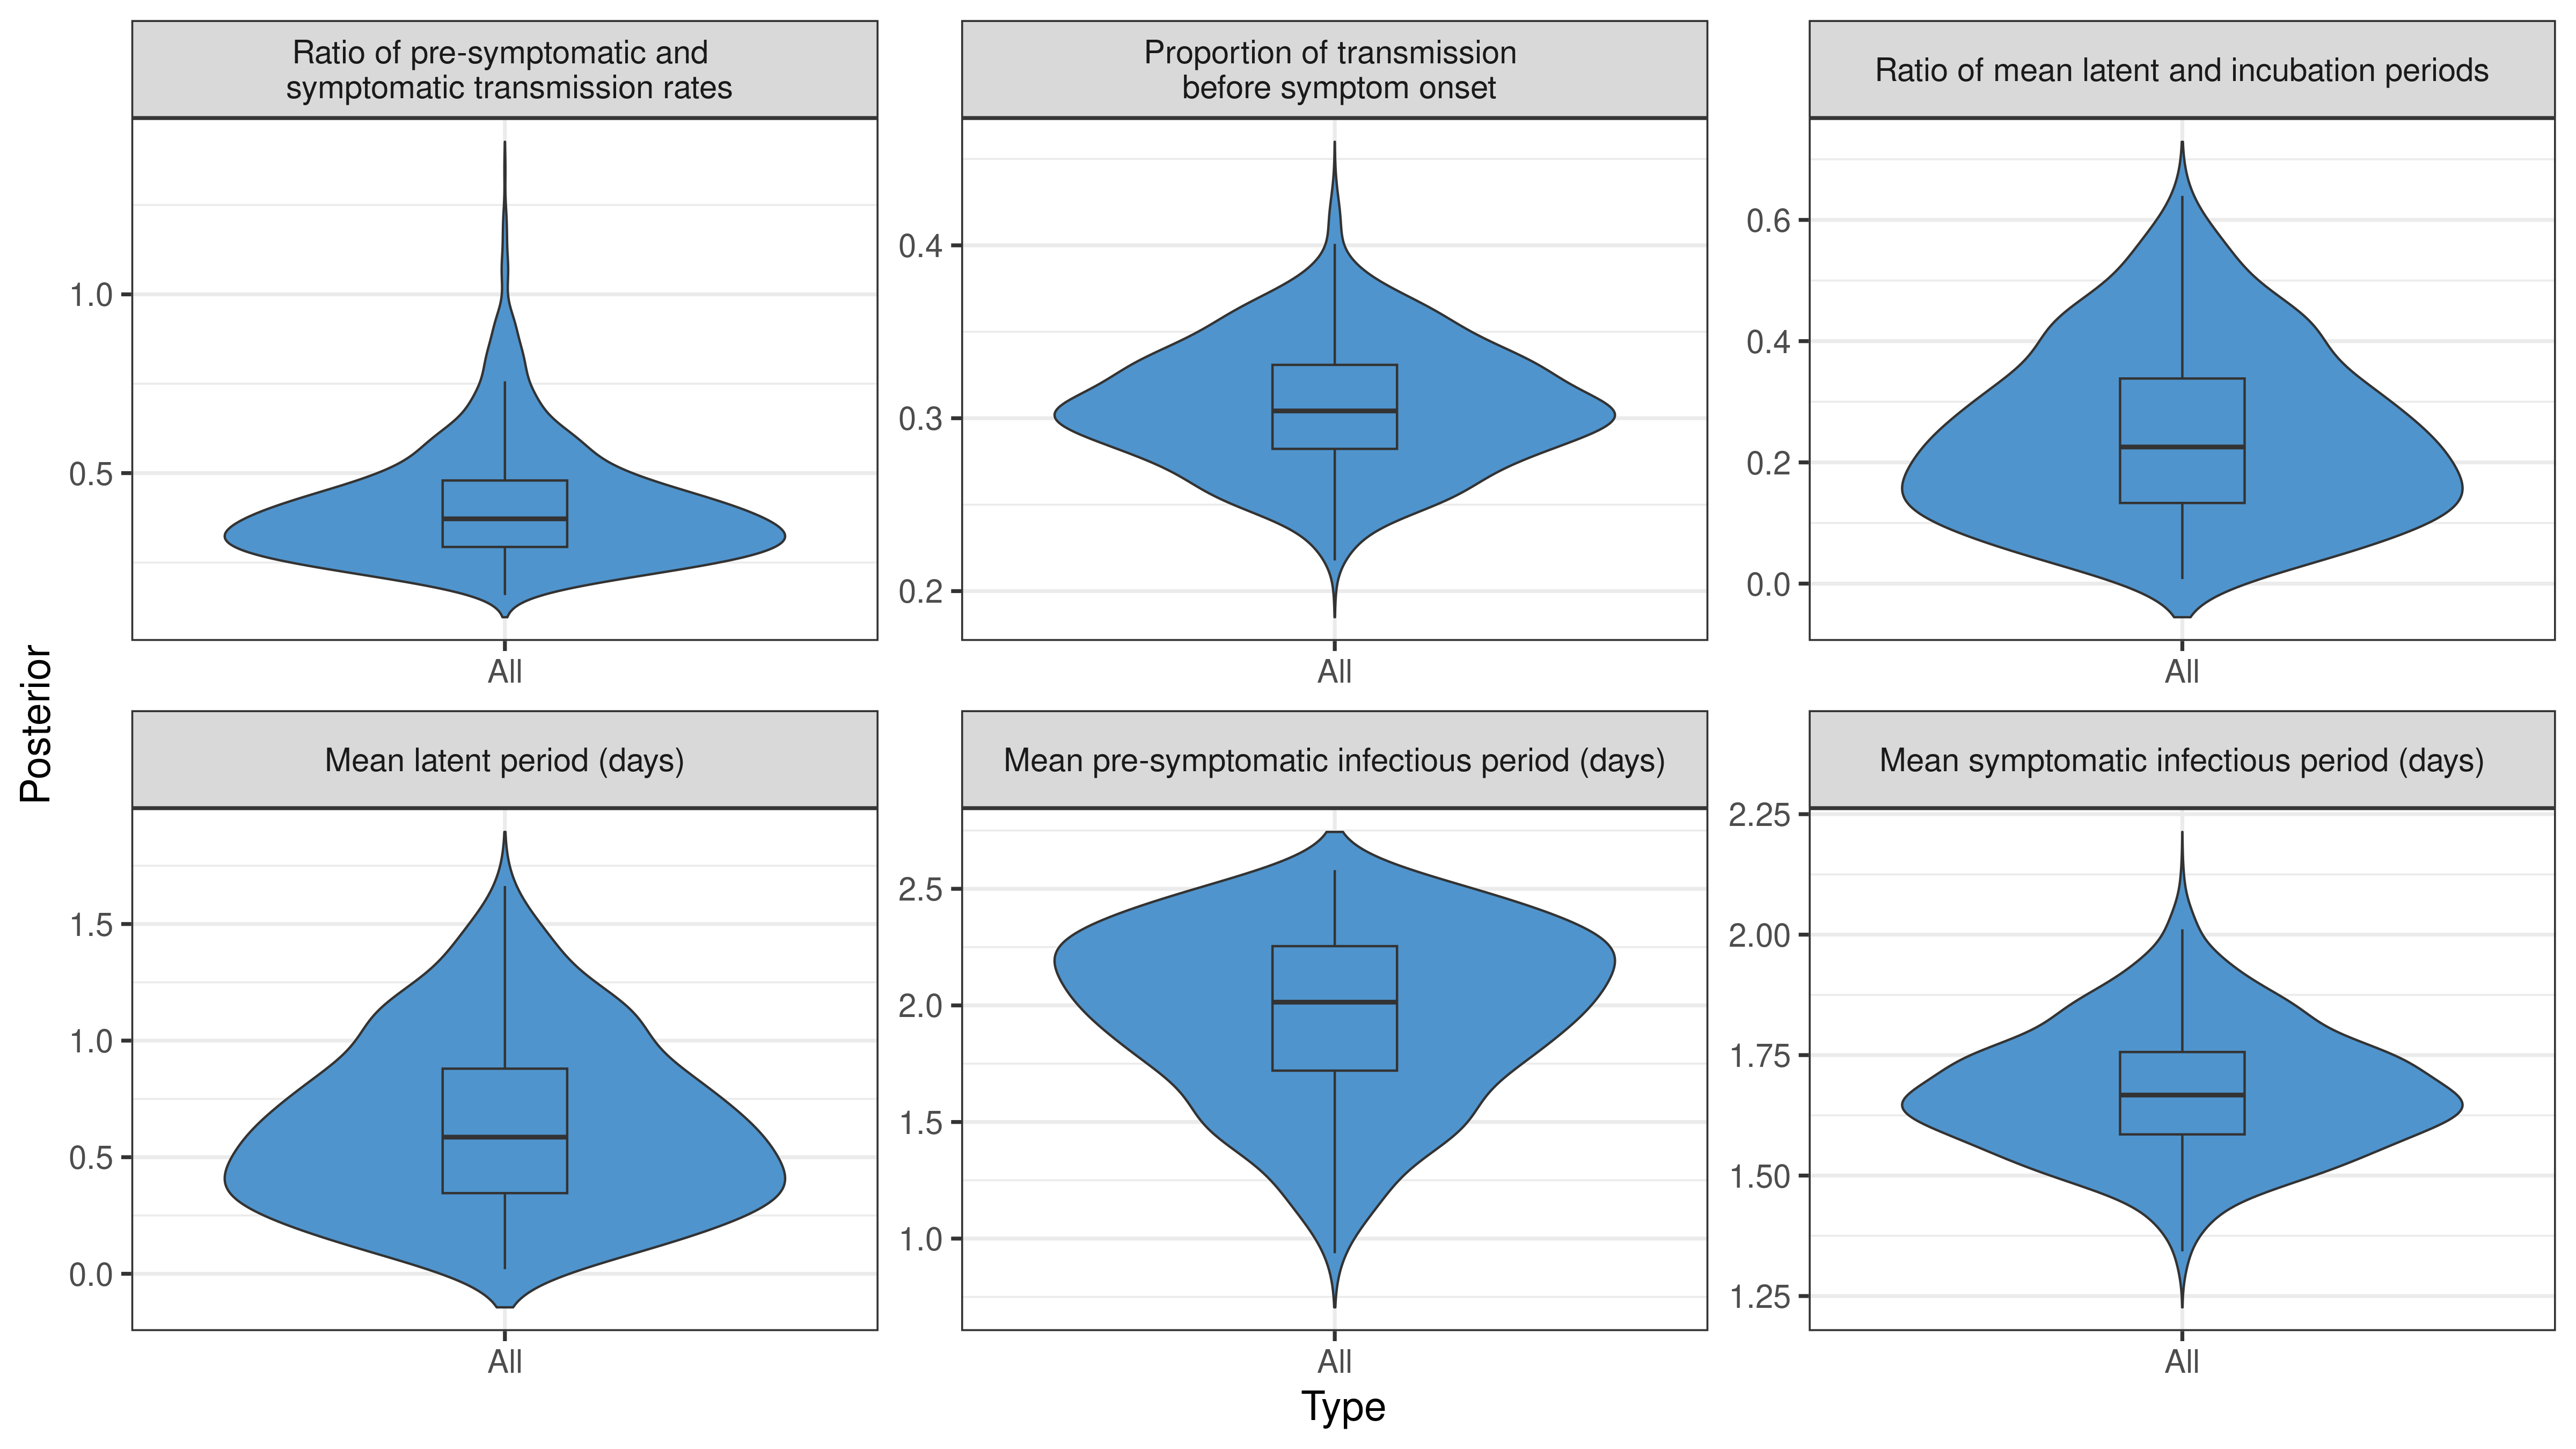 Ratio of pre-symptomatic and
symptomatic transmission rates
Proportion of transmission
before symptom onset
Ratio of mean latent and incubation periods
1.0
0.5
All
0.4
0.3
0.2
All
0.6
0.4
0.2
0.0
All
Posterior
Mean latent period (days)
Mean pre-symptomatic infectious period (days)
Mean symptomatic infectious period (days)
1.5
1.0
0.5
0.0
All
2.5
2.0
1.5
1.0
All
2.25
2.00
1.75
1.50
1.25
All
Type